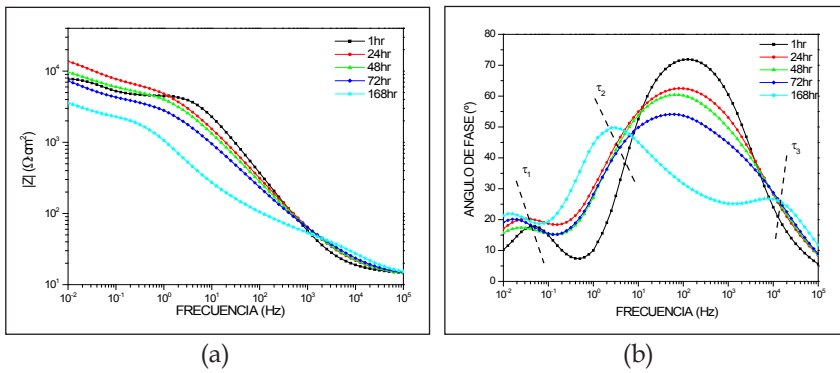 1hr
24hr
48hr
72hr
168hr
10⁴
10³
10²
10¹
|Z| (Ω·cm²)
10⁻² 10⁻¹ 10⁰ 10¹ 10² 10³ 10⁴ 10⁵
FRECUENCIA (Hz)
(a)
80
70
60
50
40
30
20
10
0
ANGULO DE FASE (º)
1hr
24hr
48hr
72hr
168hr
τ₁
τ₂
τ₃
10⁻² 10⁻¹ 10⁰ 10¹ 10² 10³ 10⁴ 10⁵
FRECUENCIA (Hz)
(b)